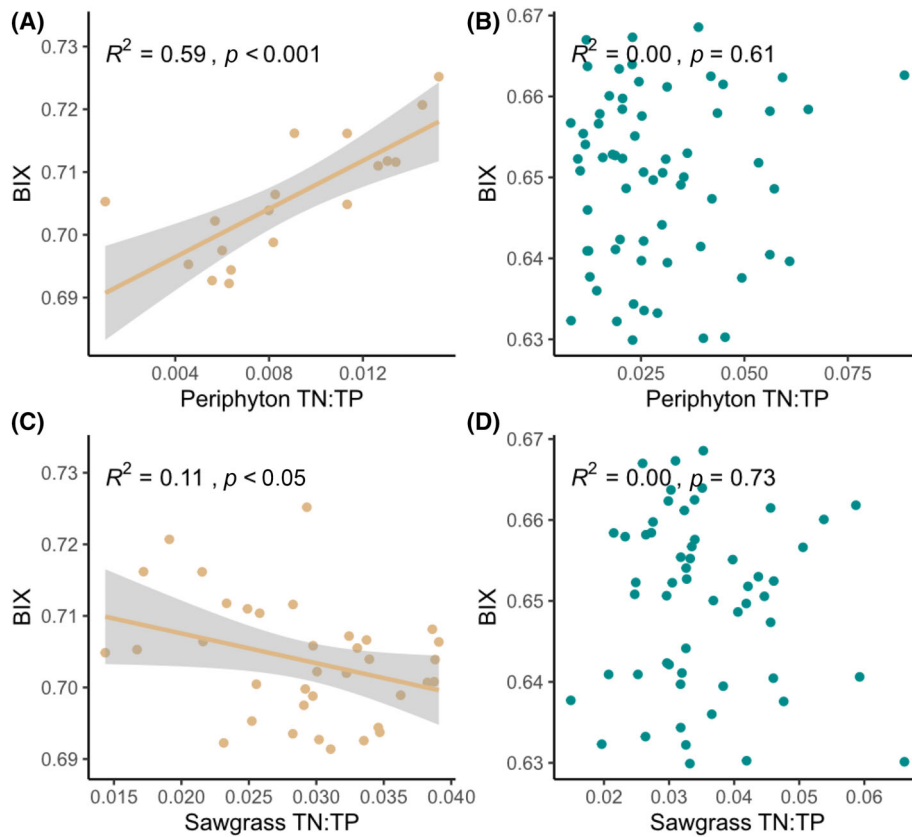 (A)
R² = 0.59 , p < 0.001
BIX
0.73
0.72
0.71
0.70
0.69
0.004 0.008 0.012
Periphyton TN:TP
(B)
R² = 0.00 , p = 0.61
BIX
0.67
0.66
0.65
0.64
0.63
0.025 0.050 0.075
Periphyton TN:TP
(C)
R² = 0.11 , p < 0.05
BIX
0.73
0.72
0.71
0.70
0.69
0.015 0.020 0.025 0.030 0.035 0.040
Sawgrass TN:TP
(D)
R² = 0.00 , p = 0.73
BIX
0.67
0.66
0.65
0.64
0.63
0.02 0.03 0.04 0.05 0.06
Sawgrass TN:TP